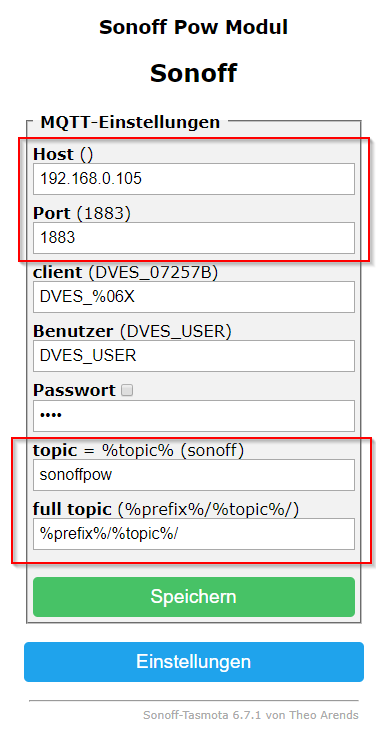 Sonoff Pow Modul
Sonoff
MQTT-Einstellungen
Host ()
192.168.0.105
Port (1883)
1883
client (DVES_07257B)
DVES_%06X
Benutzer (DVES_USER)
DVES_USER
Passwort
••••
topic = %topic% (sonoff)
sonoffpow
full topic (%prefix%/%topic%/)
%prefix%/%topic%/
Speichern
Einstellungen
Sonoff-Tasmota 6.7.1 von Theo Arends